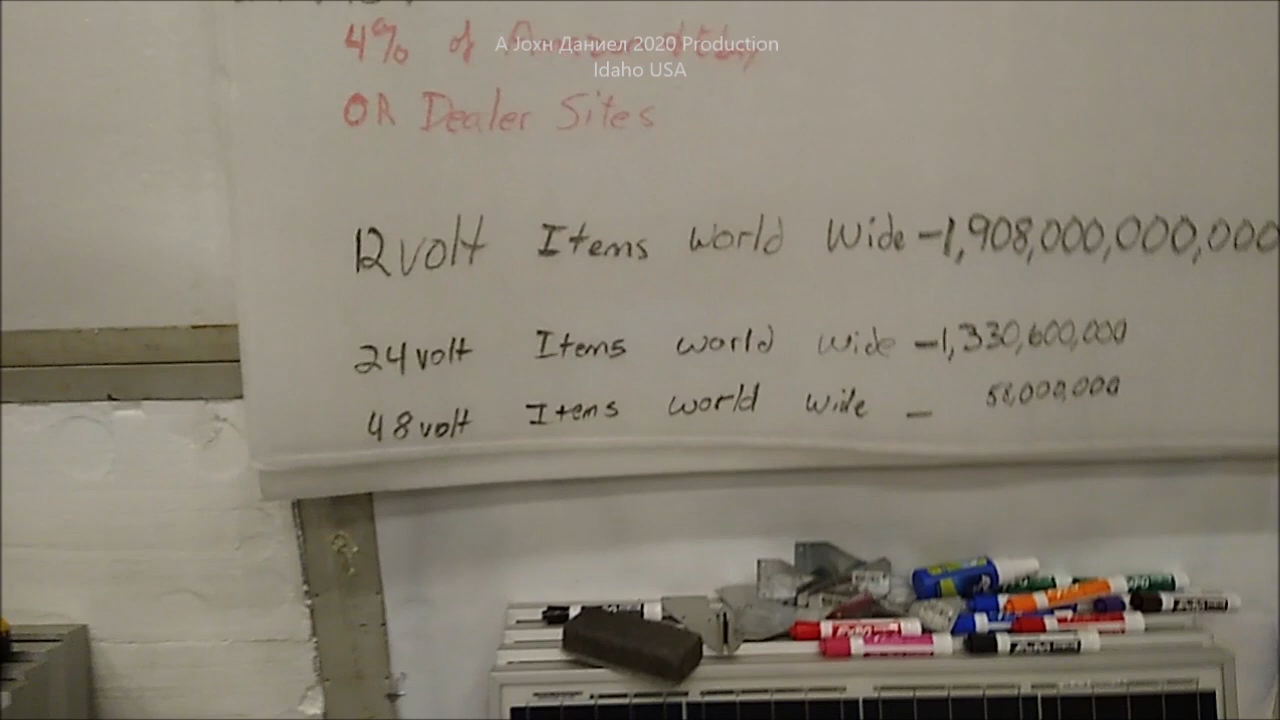 A Јохн Даниел 2020 Production
Idaho USA
4% of
OR Dealer Sites
12 volt Items World Wide - 1,908,000,000,000
24 volt Items world wide - 1,330,600,000
48 volt Items world wide - 58,000,000